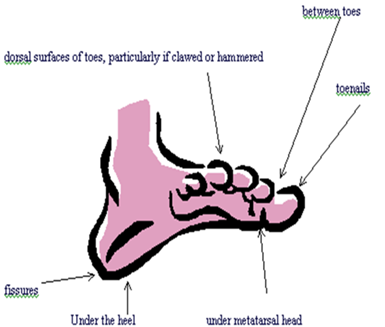 between toes
dorsal surfaces of toes, particularly if clawed or hammered
toenails
fissures
Under the heel
under metatarsal head